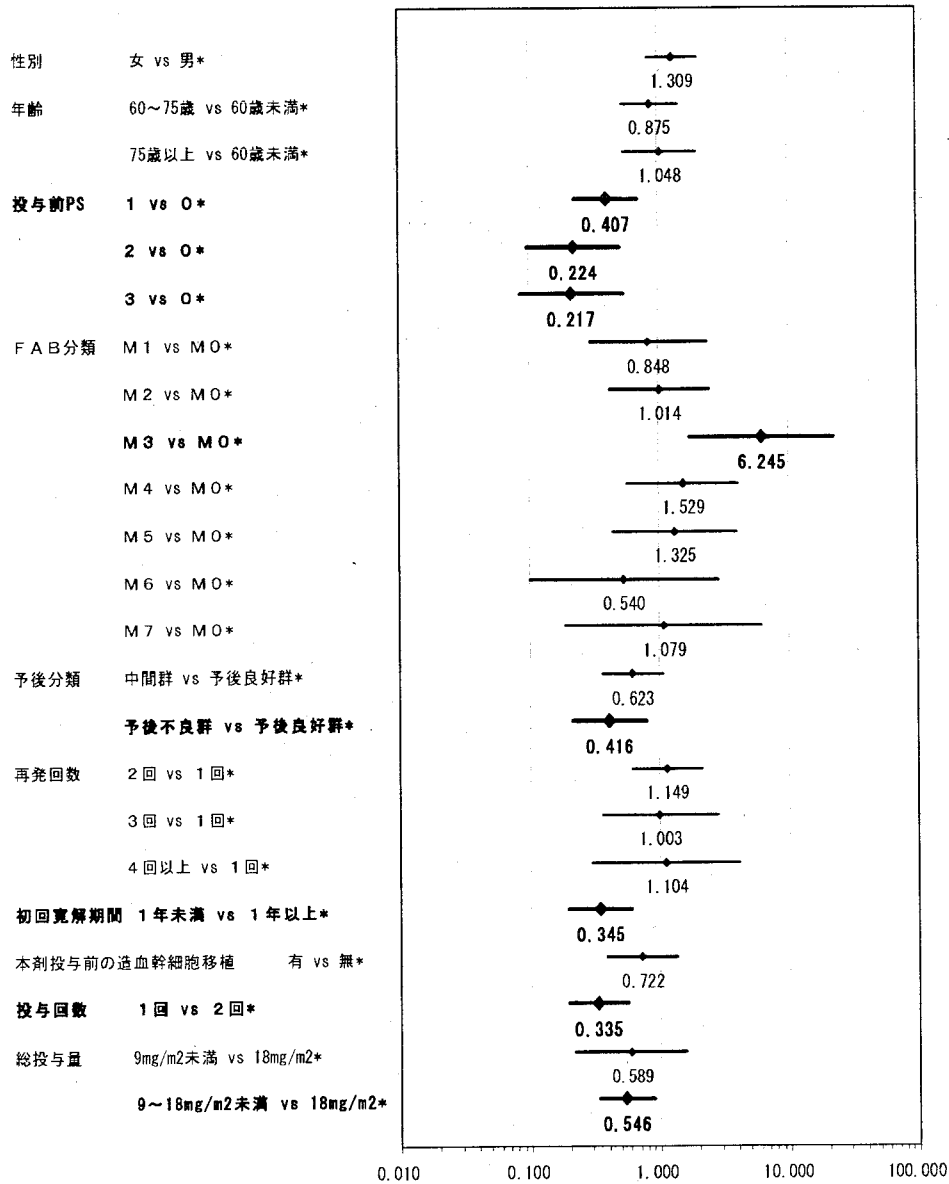 性別 女 vs 男*
1.309
年齢 60～75歳 vs 60歳未満*
0.875
75歳以上 vs 60歳未満*
1.048
投与前PS 1 vs 0*
0.407
2 vs 0*
0.224
3 vs 0*
0.217
FAB分類 M1 vs M0*
0.848
M2 vs M0*
1.014
M3 vs M0*
6.245
M4 vs M0*
1.529
M5 vs M0*
1.325
M6 vs M0*
0.540
M7 vs M0*
1.079
予後分類 中間群 vs 予後良好群*
0.623
予後不良群 vs 予後良好群*
0.416
再発回数 2回 vs 1回*
1.149
3回 vs 1回*
1.003
4回以上 vs 1回*
1.104
初回寛解期間 1年未満 vs 1年以上*
0.345
本剤投与前の造血幹細胞移植 有 vs 無*
0.722
投与回数 1回 vs 2回*
0.335
総投与量 9mg/m2未満 vs 18mg/m2*
0.589
9～18mg/m2未満 vs 18mg/m2*
0.546
0.010 0.100 1.000 10.000 100.000